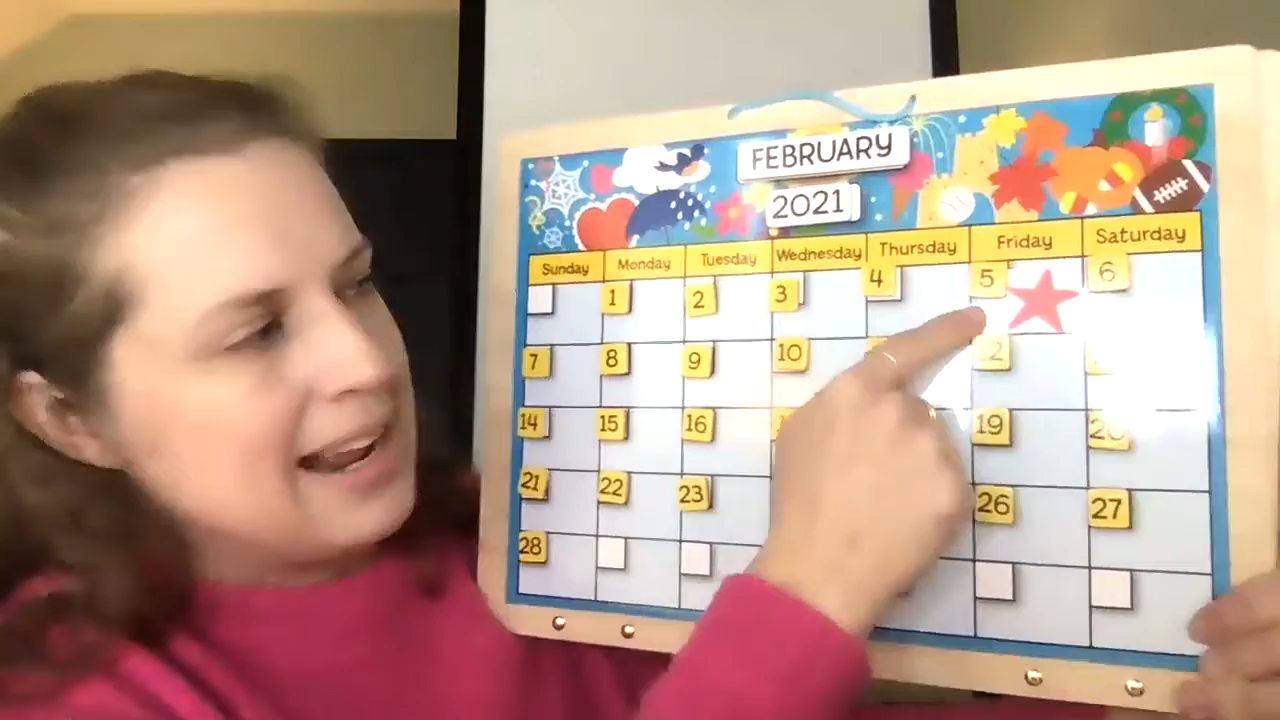 FEBRUARY
2021
Sunday Monday Tuesday Wednesday Thursday Friday Saturday
1 2 3 4 5 6
7 8 9 10 12
14 15 16 19 20
21 22 23 26 27
28